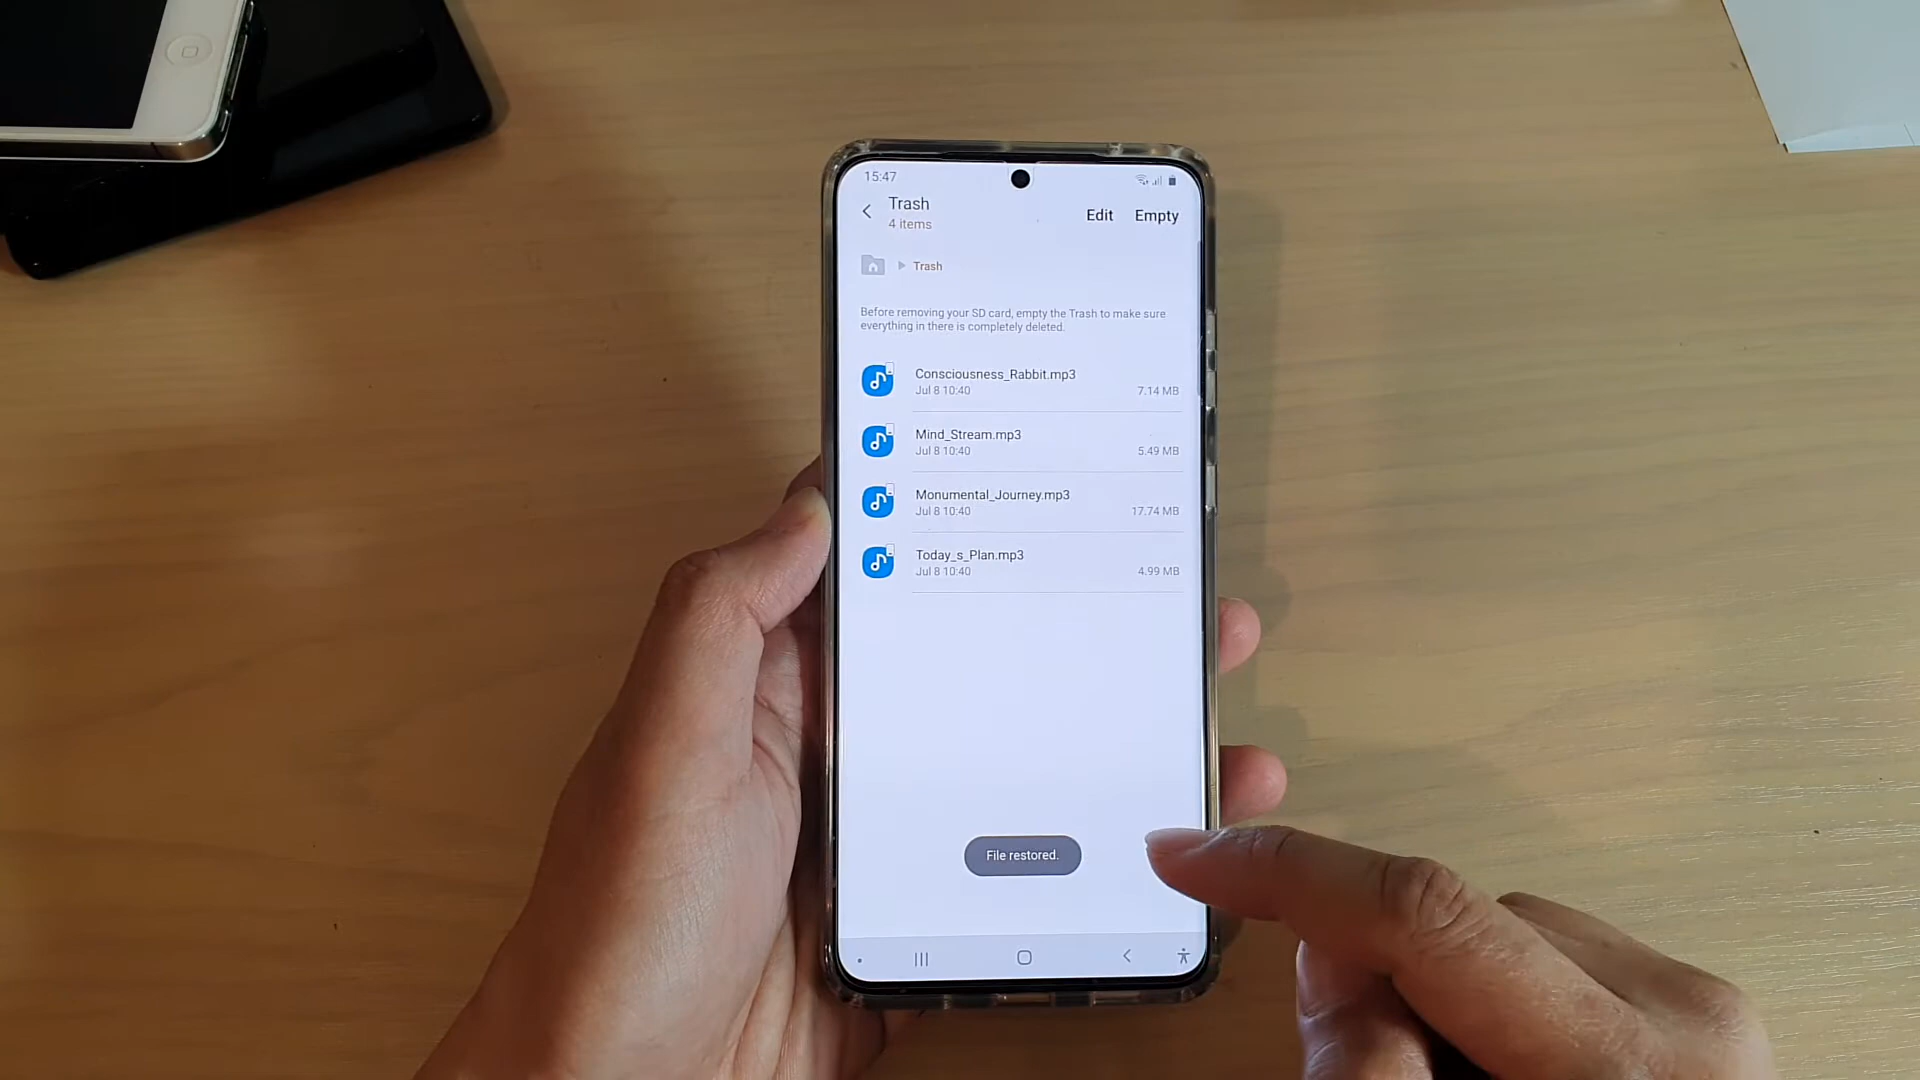 15:47
Trash
4 items
Edit
Empty
Trash
Before removing your SD card, empty the Trash to make sure
everything in there is completely deleted.
Consciousness_Rabbit.mp3
Jul 8 10:40
7.14 MB
Mind_Stream.mp3
Jul 8 10:40
5.49 MB
Monumental_Journey.mp3
Jul 8 10:40
17.74 MB
Today_s_Plan.mp3
Jul 8 10:40
4.99 MB
File restored.